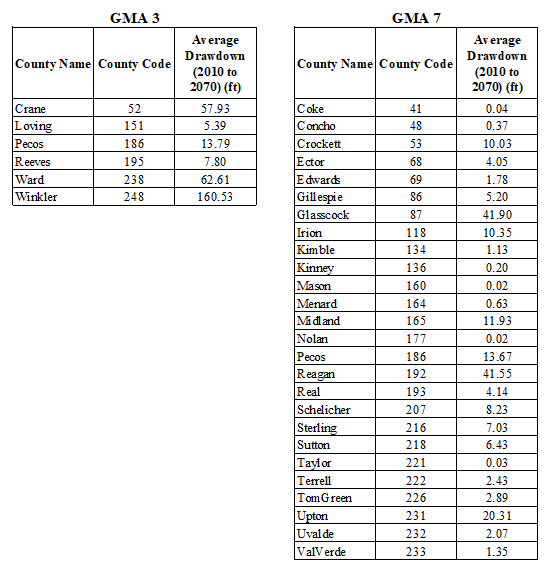 GMA 3
County Name County Code Average Drawdown (2010 to 2070) (ft)
Crane 52 57.93
Loving 151 5.39
Pecos 186 13.79
Reeves 195 7.80
Ward 238 62.61
Winkler 248 160.53
GMA 7
County Name County Code Average Drawdown (2010 to 2070) (ft)
Coke 41 0.04
Concho 48 0.37
Crockett 53 10.03
Ector 68 4.05
Edwards 69 1.78
Gillespie 86 5.20
Glasscock 87 41.90
Irion 118 10.35
Kimble 134 1.13
Kinney 136 0.20
Mason 160 0.02
Menard 164 0.63
Midland 165 11.93
Nolan 177 0.02
Pecos 186 13.67
Reagan 192 41.55
Real 193 4.14
Schelicher 207 8.23
Sterling 216 7.03
Sutton 218 6.43
Taylor 221 0.03
Terrell 222 2.43
TomGreen 226 2.89
Upton 231 20.31
Uvalde 232 2.07
ValVerde 233 1.35